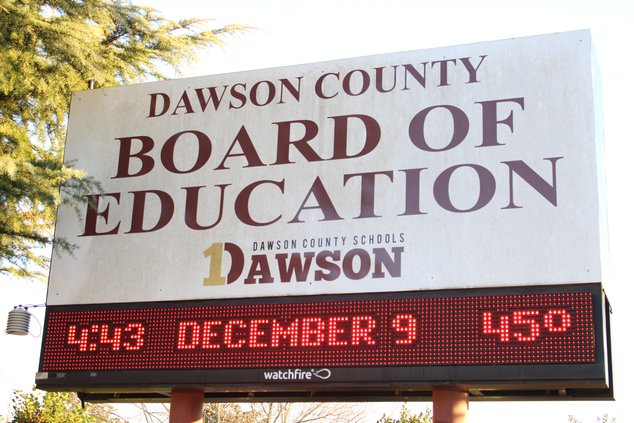 DAWSON COUNTY
BOARD OF
EDUCATION
DAWSON COUNTY SCHOOLS
1DAWSON
4:43 DECEMBER 9 45°
watchfire